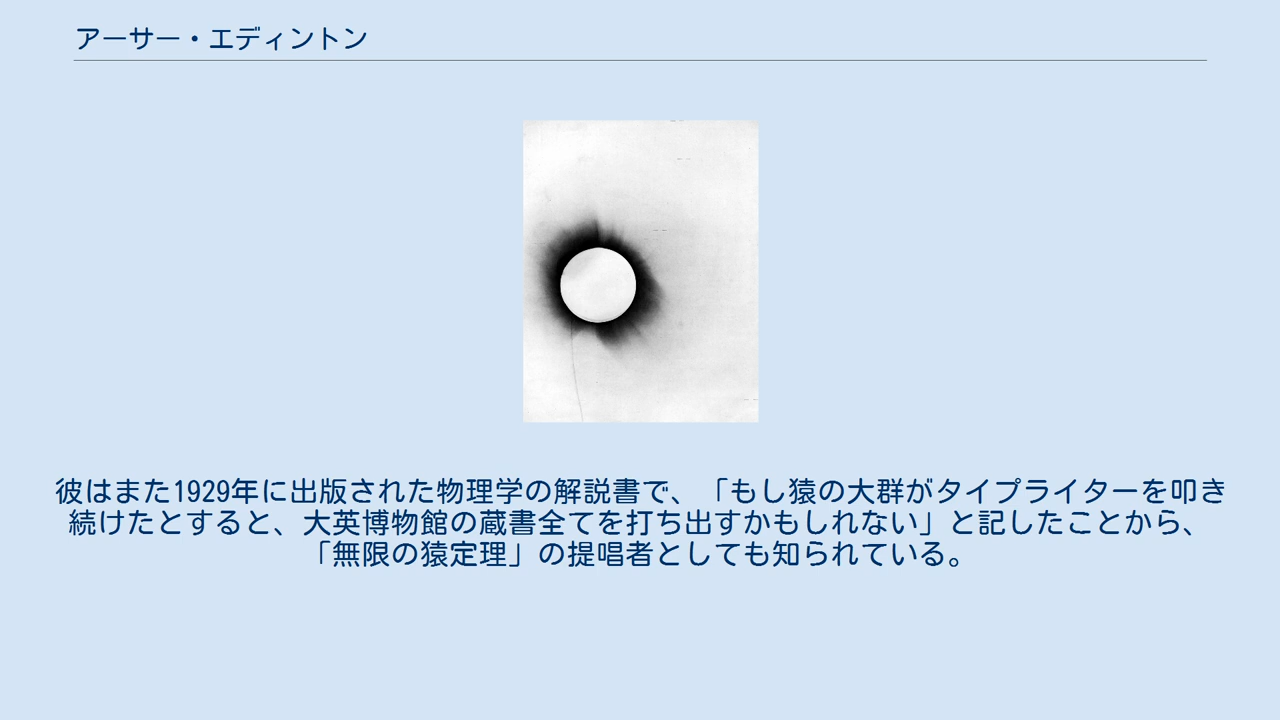 アーサー・エディントン
彼はまた1929年に出版された物理学の解説書で、「もし猿の大群がタイプライターを叩き
続けたとすると、大英博物館の蔵書全てを打ち出すかもしれない」と記したことから、
「無限の猿定理」の提唱者としても知られている。